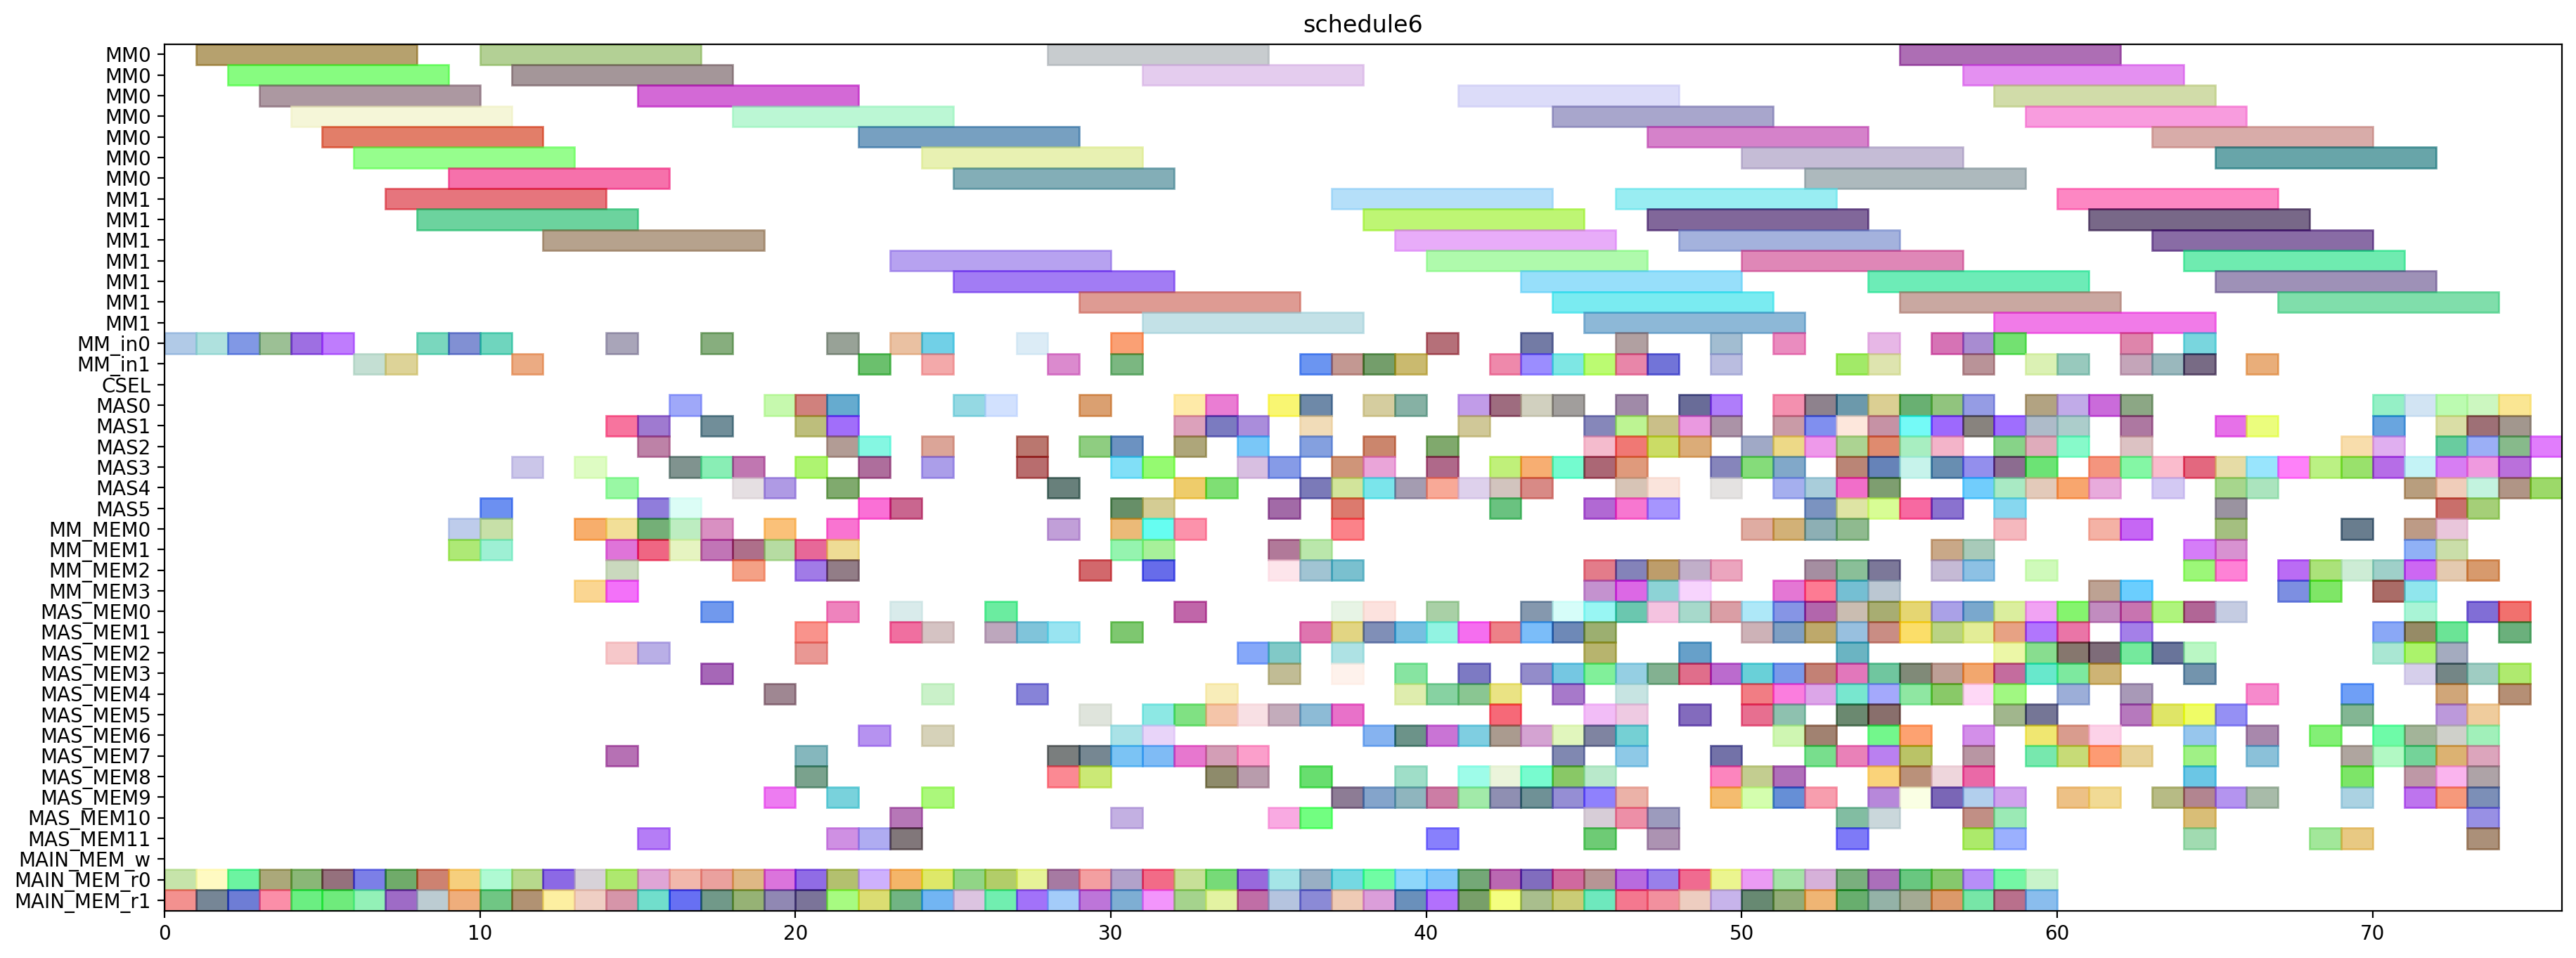 schedule6
MM0
MM0
MM0
MM0
MM0
MM0
MM0
MM1
MM1
MM1
MM1
MM1
MM1
MM1
MM_in0
MM_in1
CSEL
MAS0
MAS1
MAS2
MAS3
MAS4
MAS5
MM_MEM0
MM_MEM1
MM_MEM2
MM_MEM3
MAS_MEM0
MAS_MEM1
MAS_MEM2
MAS_MEM3
MAS_MEM4
MAS_MEM5
MAS_MEM6
MAS_MEM7
MAS_MEM8
MAS_MEM9
MAS_MEM10
MAS_MEM11
MAIN_MEM_w
MAIN_MEM_r0
MAIN_MEM_r1
0 10 20 30 40 50 60 70